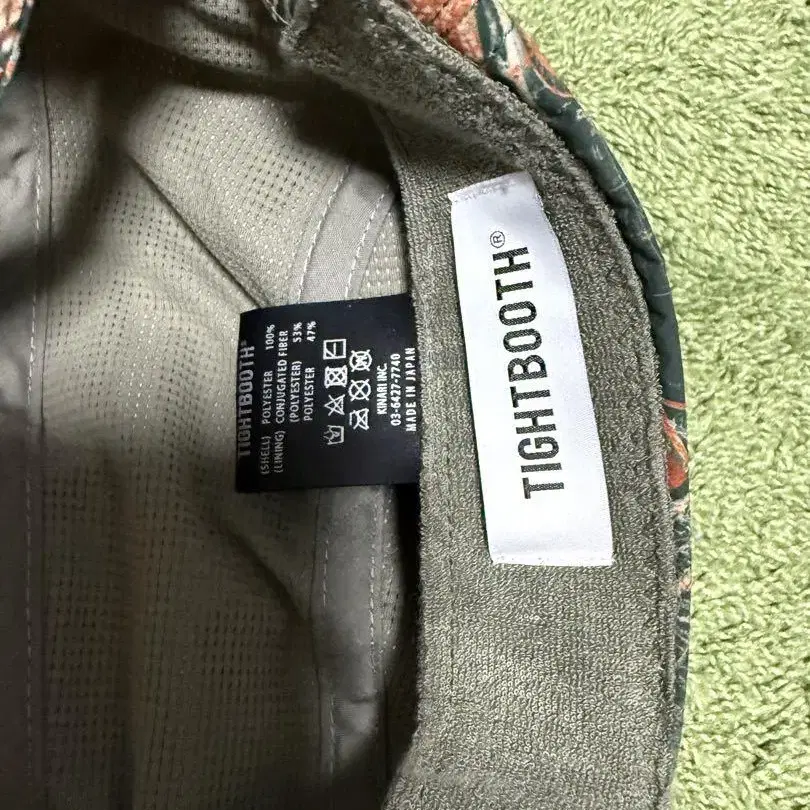 TIGHTBOOTH®
TIGHTBOOTH®
(SHELL) POLYESTER 100%
(LINING) CONJUGATED FIBER
(POLYESTER) 53%
POLYESTER 47%
KINARI INC.
03-6427-7740
MADE IN JAPAN